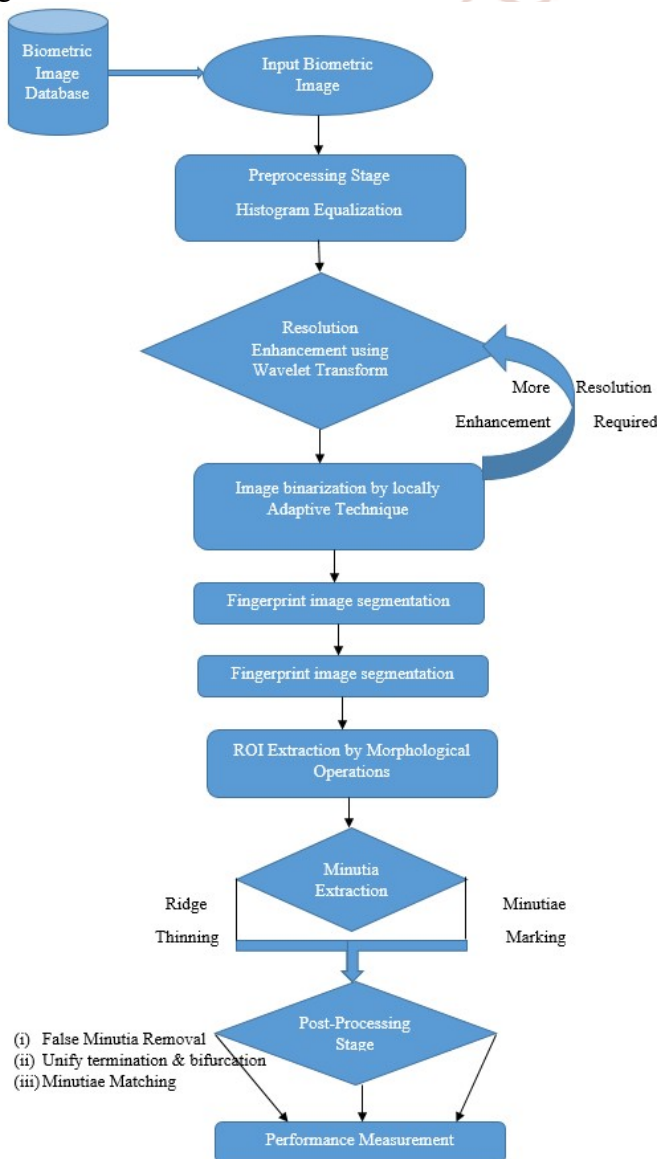 Biometric
Image
Database
Input Biometric
Image
Preprocessing Stage
Histogram Equalization
Resolution
Enhancement using
Wavelet Transform
More Resolution
Enhancement Required
Image binarization by locally
Adaptive Technique
Fingerprint image segmentation
Fingerprint image segmentation
ROI Extraction by Morphological
Operations
Minutia
Extraction
Ridge
Thinning
Minutiae
Marking
Post-Processing
Stage
(i) False Minutia Removal
(ii) Unify termination & bifurcation
(iii) Minutiae Matching
Performance Measurement